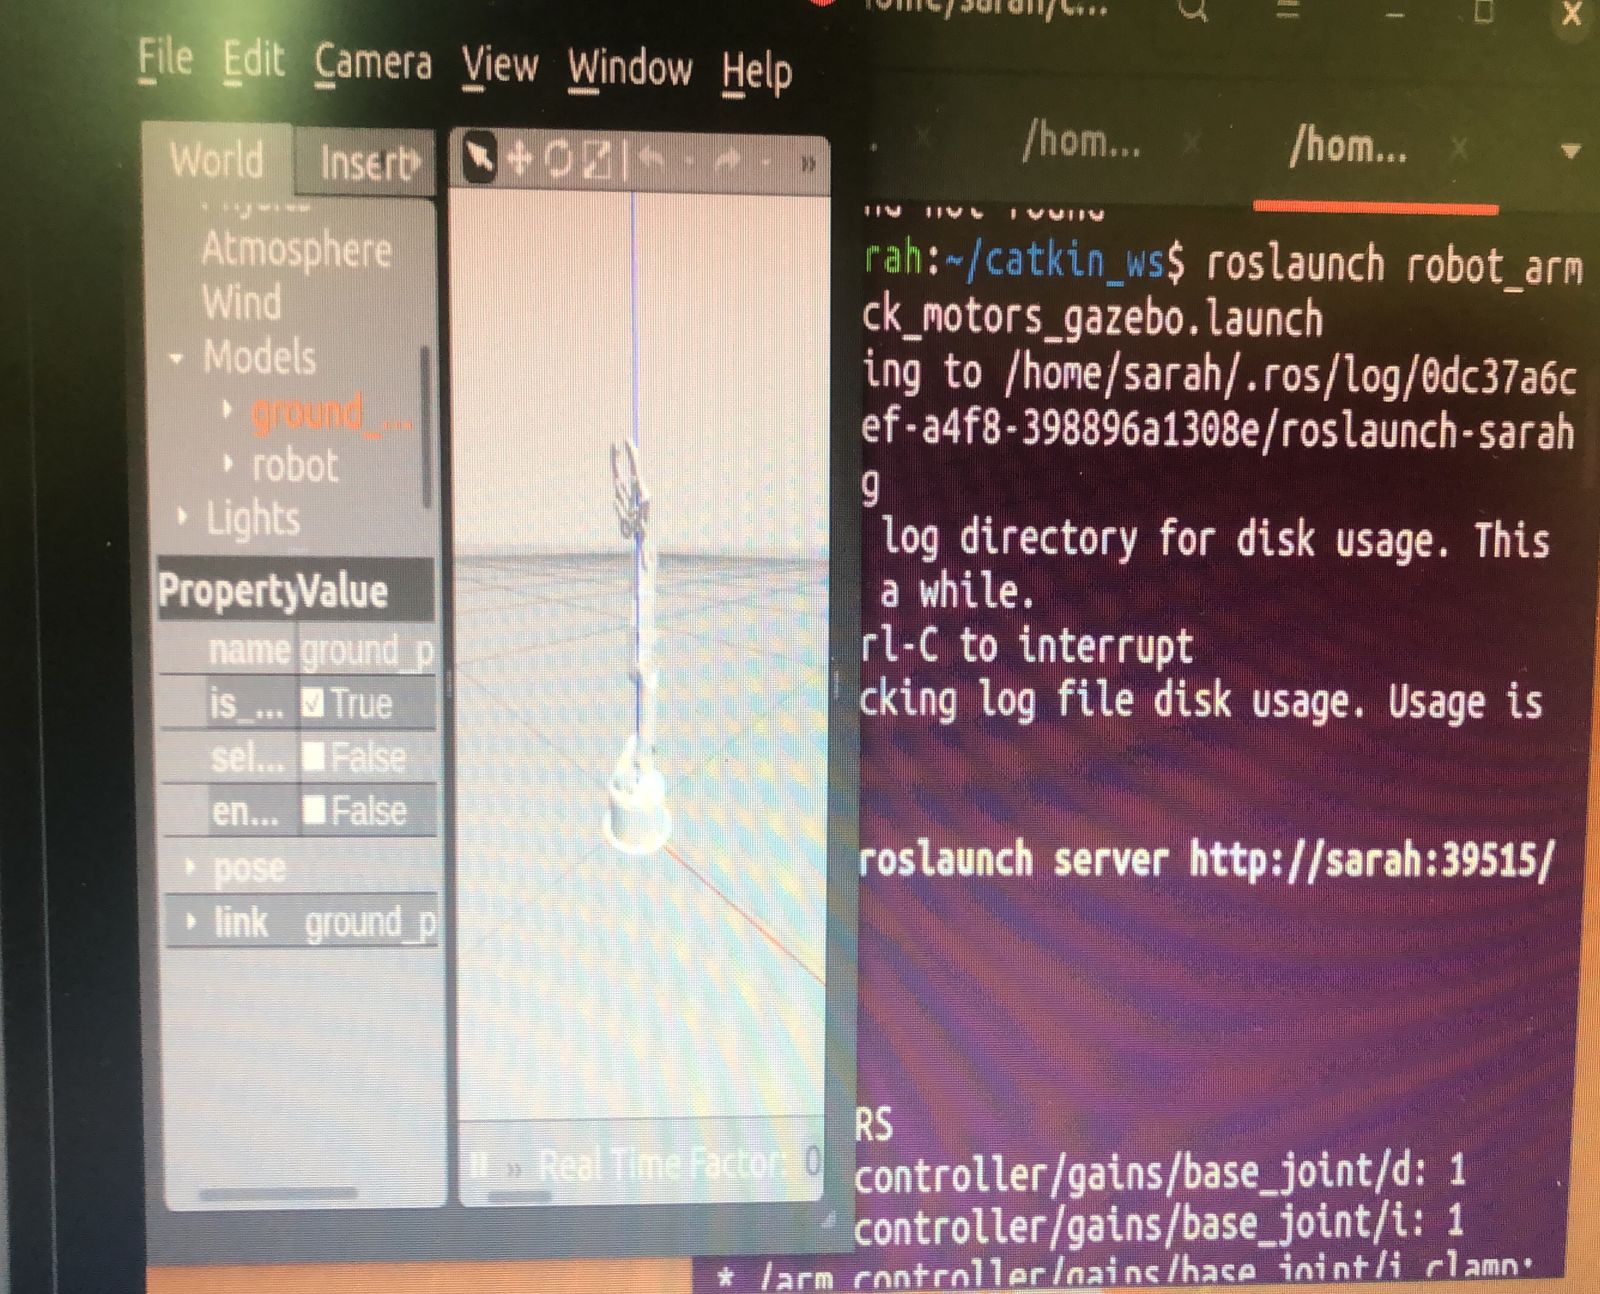 File Edit Camera View Window Help
World Insert
Atmosphere
Wind
Models
ground_...
robot
Lights
Property Value
name ground_p
is_... True
sel... False
en... False
pose
link ground_p
Real Time Factor: 0
/hom... /hom...
rah:~/catkin_ws$ roslaunch robot_arm
ck_motors_gazebo.launch
ing to /home/sarah/.ros/log/0dc37a6c
ef-a4f8-398896a1308e/roslaunch-sarah
g
log directory for disk usage. This
a while.
rl-C to interrupt
cking log file disk usage. Usage is
roslaunch server http://sarah:39515/
RS
controller/gains/base_joint/d: 1
controller/gains/base_joint/i: 1
* /arm_controller/gains/base_joint/i_clamp: